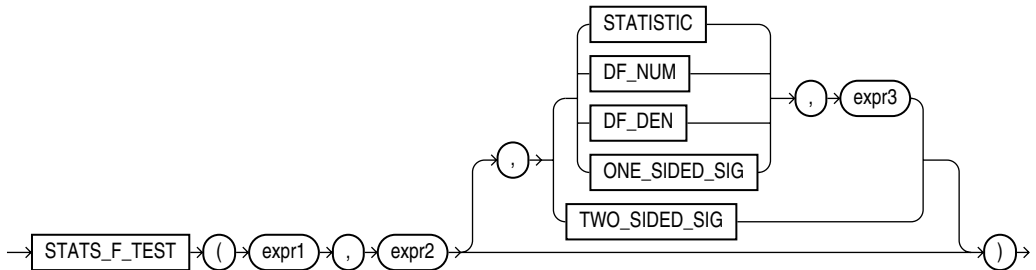 STATISTIC
DF_NUM
, expr3
DF_DEN
,
ONE_SIDED_SIG
TWO_SIDED_SIG
STATS_F_TEST ( expr1 , expr2 )